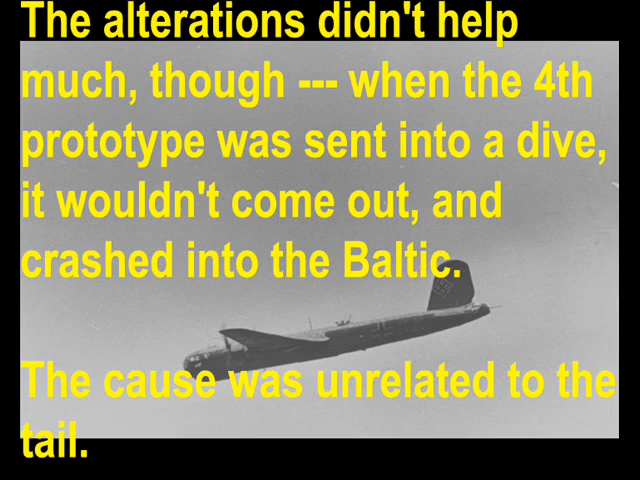 The alterations didn't help
much, though --- when the 4th
prototype was sent into a dive,
it wouldn't come out, and
crashed into the Baltic.
The cause was unrelated to the
tail.